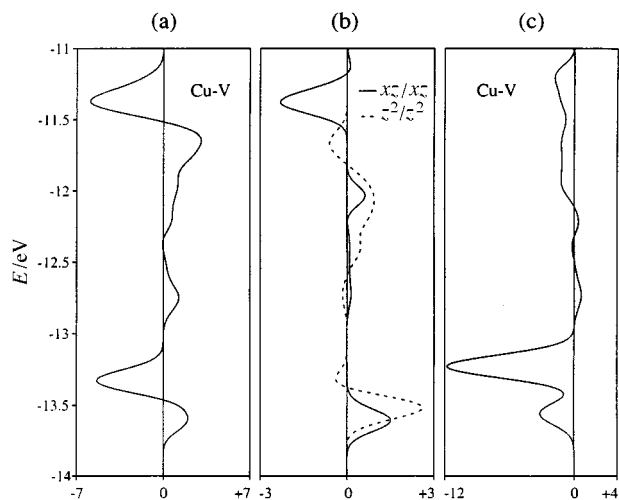 (a) (b) (c)
-11
-11.5
-12
-12.5
-13
-13.5
-14
E/eV
Cu-V
xz/xz
z²/z²
Cu-V
-7 0 +7
-3 0 +3
-12 0 +4